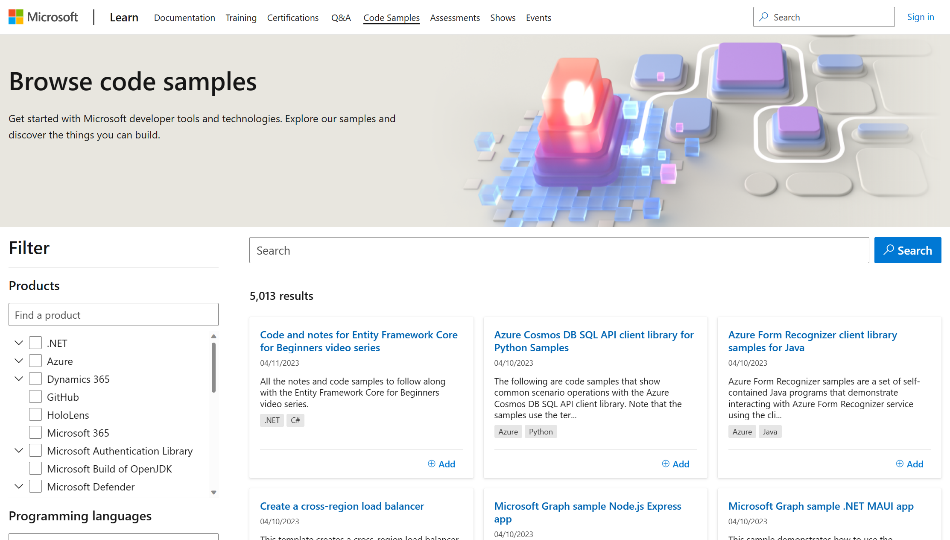 Microsoft
Learn
Documentation
Training
Certifications
Q&A
Code Samples
Assessments
Shows
Events
Search
Sign in
Browse code samples
Get started with Microsoft developer tools and technologies. Explore our samples and
discover the things you can build.
Filter
Products
Find a product
.NET
Azure
Dynamics 365
GitHub
HoloLens
Microsoft 365
Microsoft Authentication Library
Microsoft Build of OpenJDK
Microsoft Defender
Programming languages
Search
Search
5,013 results
Code and notes for Entity Framework Core
for Beginners video series
04/11/2023
All the notes and code samples to follow along
with the Entity Framework Core for Beginners
video series.
.NET
C#
Add
Azure Cosmos DB SQL API client library for
Python Samples
04/10/2023
The following are code samples that show
common scenario operations with the Azure
Cosmos DB SQL API client library. Note that the
samples use the ter...
Azure
Python
Add
Azure Form Recognizer client library
samples for Java
04/10/2023
Azure Form Recognizer samples are a set of self-
contained Java programs that demonstrate
interacting with Azure Form Recognizer service
using the cli...
Azure
Java
Add
Create a cross-region load balancer
04/10/2023
This template creates a cross-region load balancer
Microsoft Graph sample Node.js Express
app
04/10/2023
Microsoft Graph sample .NET MAUI app
04/10/2023
This sample demonstrates how to use the